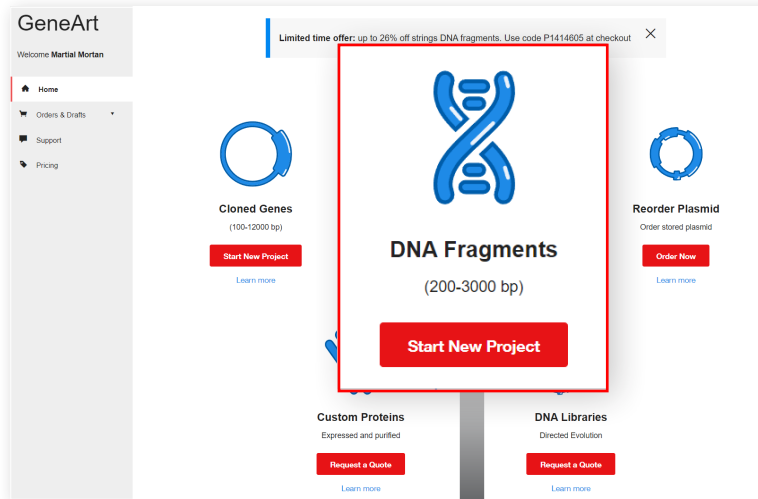 GeneArt
Welcome Martial Mortan
Home
Orders & Drafts
Support
Pricing
Limited time offer: up to 26% off strings DNA fragments. Use code P1414605 at checkout
Cloned Genes
(100-12000 bp)
Start New Project
Learn more
DNA Fragments
(200-3000 bp)
Start New Project
Reorder Plasmid
Order stored plasmid
Order Now
Learn more
Custom Proteins
Expressed and purified
Request a Quote
Learn more
DNA Libraries
Directed Evolution
Request a Quote
Learn more